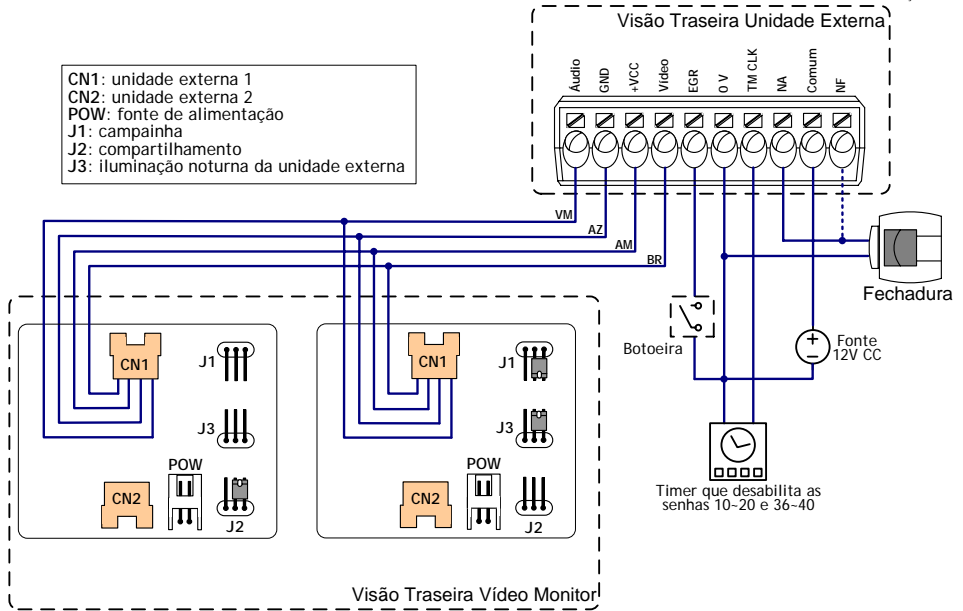 Visão Traseira Unidade Externa
Áudio
GND
+VCC
Vídeo
EGR
0 V
TM CLK
NA
Comum
NF
CN1: unidade externa 1
CN2: unidade externa 2
POW: fonte de alimentação
J1: campainha
J2: compartilhamento
J3: iluminação noturna da unidade externa
VM
AZ
AM
BR
Fechadura
Botoeira
Fonte
12V CC
Timer que desabilita as
senhas 10~20 e 36~40
CN1
J1
J3
POW
CN2
J2
CN1
J1
J3
POW
CN2
J2
Visão Traseira Vídeo Monitor